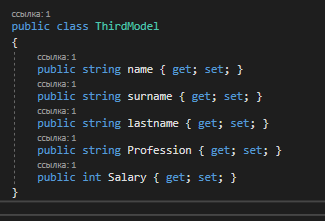 ссылка: 1
public class ThirdModel
{
ссылка: 1
public string name { get; set; }
ссылка: 1
public string surname { get; set; }
ссылка: 1
public string lastname { get; set; }
ссылка: 1
public string Profession { get; set; }
ссылка: 1
public int Salary { get; set; }
}